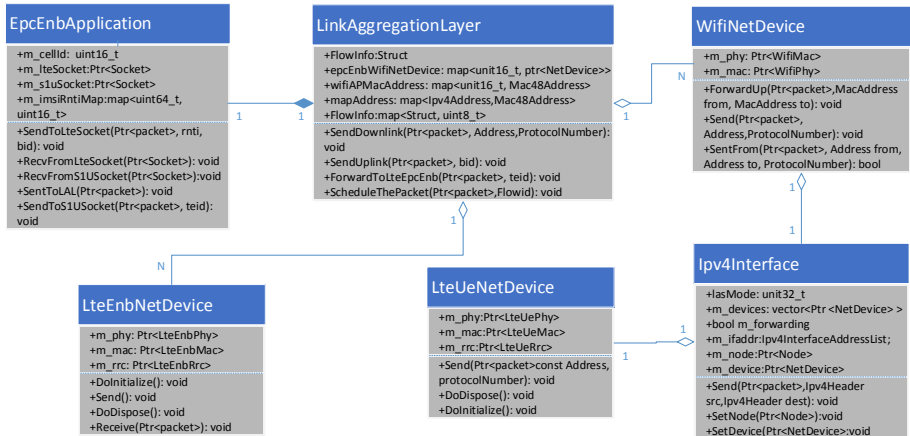 EpcEnbApplication
+m_cellId: uint16_t
+m_lteSocket:Ptr<Socket>
+m_s1uSocket:Ptr<Socket>
+m_imsiRntiMap:map<uint64_t,
uint16_t>
+SendToLteSocket(Ptr<packet>, rnti,
bid): void
+RecvFromLteSocket(Ptr<Socket>): void
+RecvFromS1USocket(Ptr<Socket>):void
+SentToLAL(Ptr<packet>): void
+SendToS1USocket(Ptr<packet>, teid):
void
1
1
LinkAggregationLayer
+FlowInfo:Struct
+epcEnbWifiNetDevice: map<unit16_t, ptr<NetDevice>>
+wifiAPMacAddress: map<unit16_t, Mac48Address>
+mapAddress: map<Ipv4Address,Mac48Address>
+FlowInfo:map<Struct, uint8_t>
+SendDownlink(Ptr<packet>, Address,ProtocolNumber):
void
+SendUplink(Ptr<packet>, bid): void
+ForwardToLteEpcEnb(Ptr<packet>, teid): void
+ScheduleThePacket(Ptr<packet>,Flowid): void
1
N
WifiNetDevice
+m_phy: Ptr<WifiMac>
+m_mac: Ptr<WifiPhy>
+ForwardUp(Ptr<packet>,MacAddress
from, MacAddress to): void
+Send(Ptr<packet>,
Address,ProtocolNumber): void
+SentFrom(Ptr<packet>, Address from,
Address to, ProtocolNumber): bool
1
1
1
N
LteEnbNetDevice
+m_phy: Ptr<LteEnbPhy>
+m_mac: Ptr<LteEnbMac>
+m_rrc: Ptr<LteEnbRrc>
+DoInitialize(): void
+Send(): void
+DoDispose(): void
+Receive(Ptr<packet>): void
LteUeNetDevice
+m_phy:Ptr<LteUePhy>
+m_mac:Ptr<LteUeMac>
+m_rrc:Ptr<LteUeRrc>
+Send(Ptr<packet>const Address,
protocolNumber): void
+DoDispose(): void
+DoInitialize(): void
1
1
Ipv4Interface
+lasMode: unit32_t
+m_devices: vector<Ptr <NetDevice> >
+bool m_forwarding
+m_ifaddr:Ipv4InterfaceAddressList;
+m_node:Ptr<Node>
+m_device:Ptr<NetDevice>
+Send(Ptr<packet>,Ipv4Header
src,Ipv4Header dest): void
+SetNode(Ptr<Node>):void
+SetDevice(Ptr<NetDevice>:void